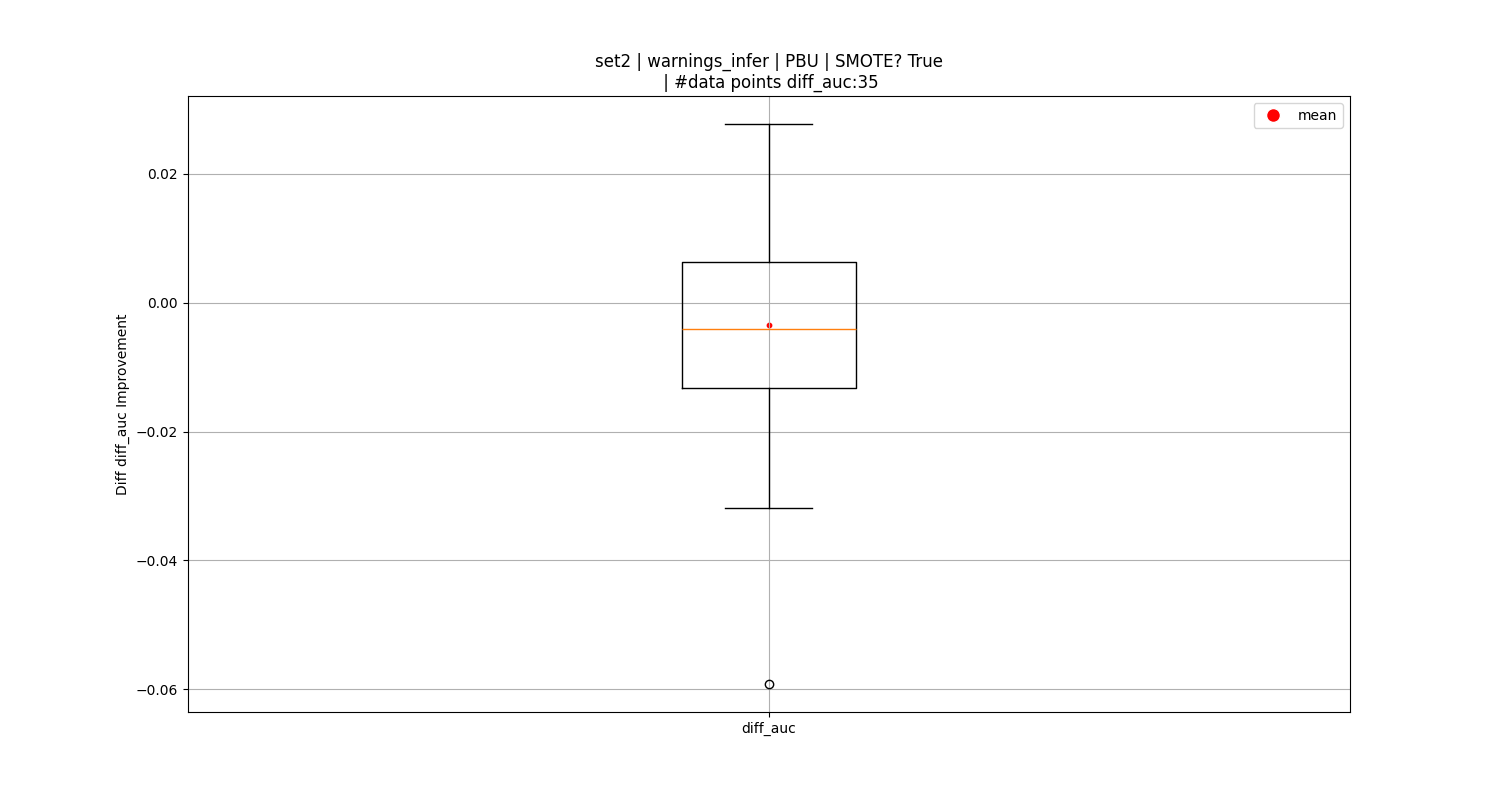 set2 | warnings_infer | PBU | SMOTE? True
| #data points diff_auc:35
mean
0.02
0.00
−0.02
−0.04
−0.06
Diff diff_auc Improvement
diff_auc